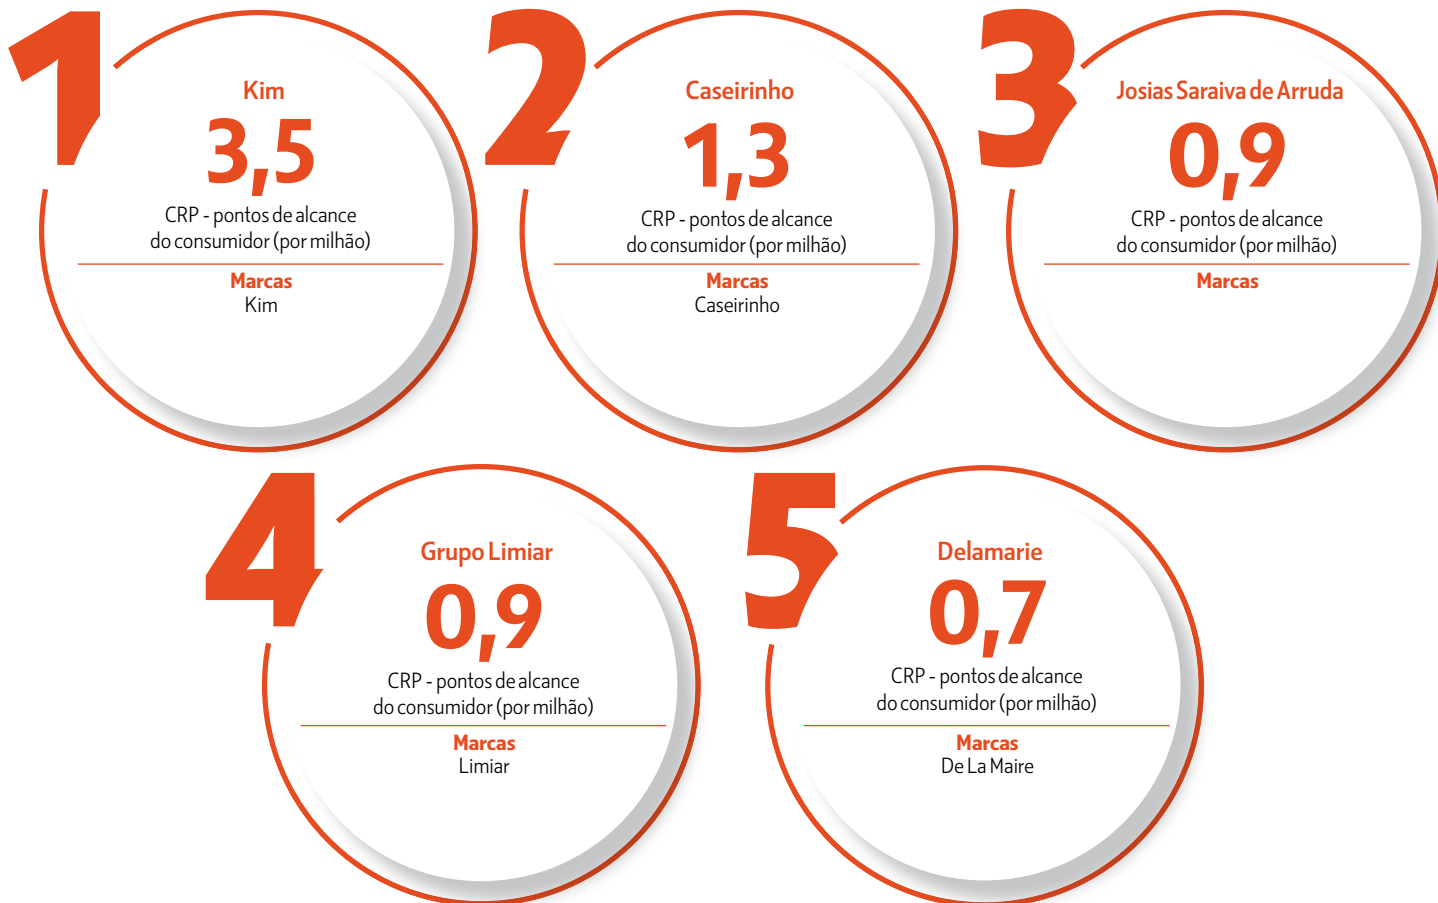 1
Kim
3,5
CRP - pontos de alcance
do consumidor (por milhão)
Marcas
Kim
2
Caseirinho
1,3
CRP - pontos de alcance
do consumidor (por milhão)
Marcas
Caseirinho
3
Josias Saraiva de Arruda
0,9
CRP - pontos de alcance
do consumidor (por milhão)
Marcas
4
Grupo Limiar
0,9
CRP - pontos de alcance
do consumidor (por milhão)
Marcas
Limiar
5
Delamarie
0,7
CRP - pontos de alcance
do consumidor (por milhão)
Marcas
De La Maire